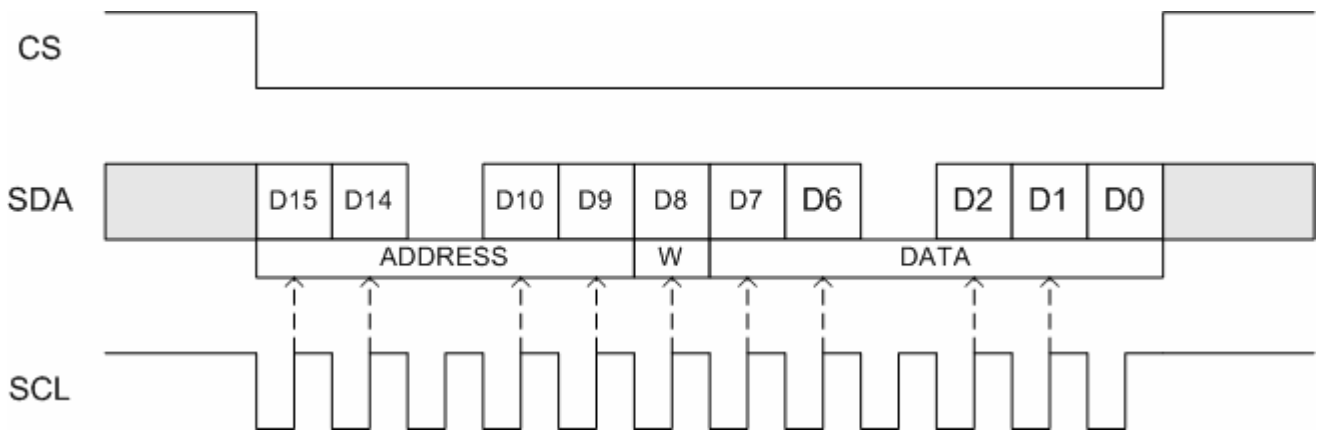 CS
SDA D15 D14 D10 D9 D8 D7 D6 D2 D1 D0
ADDRESS W DATA
SCL